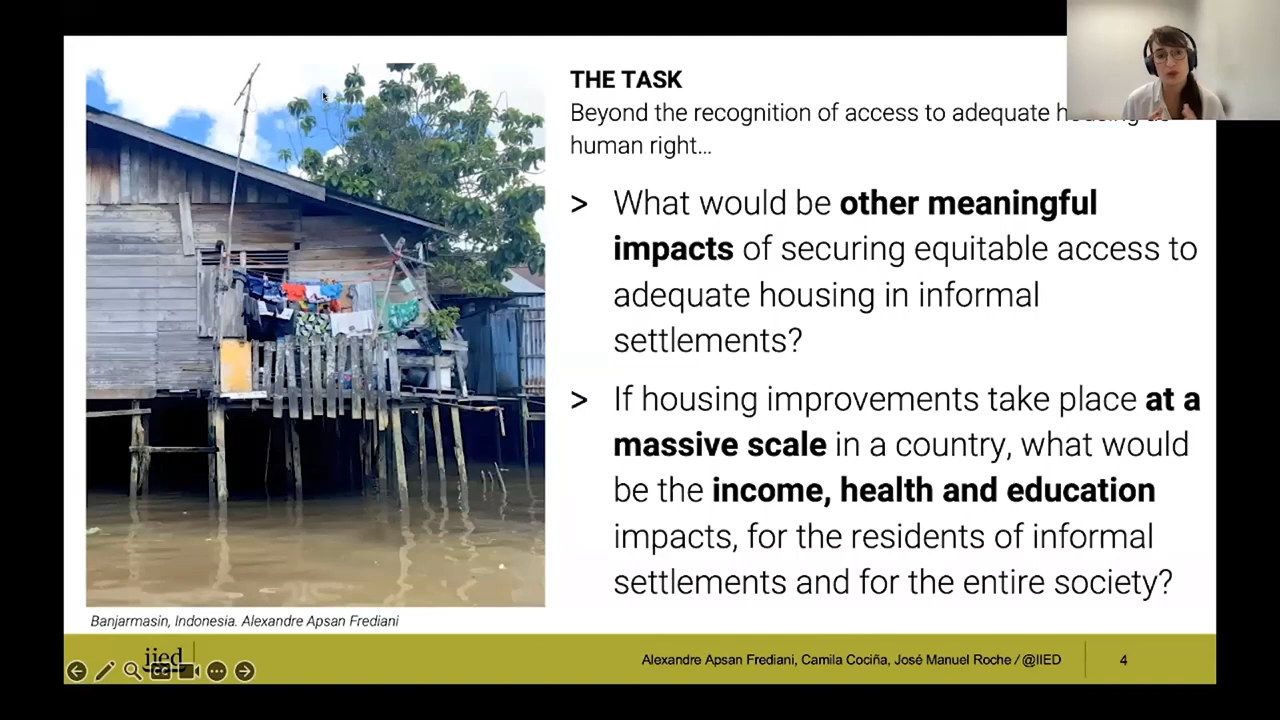 THE TASK
Beyond the recognition of access to adequate
human right…
> What would be other meaningful
impacts of securing equitable access to
adequate housing in informal
settlements?
> If housing improvements take place at a
massive scale in a country, what would
be the income, health and education
impacts, for the residents of informal
settlements and for the entire society?
Banjarmasin, Indonesia. Alexandre Apsan Frediani
iied
Alexandre Apsan Frediani, Camila Cociña, José Manuel Roche / @IIED
4